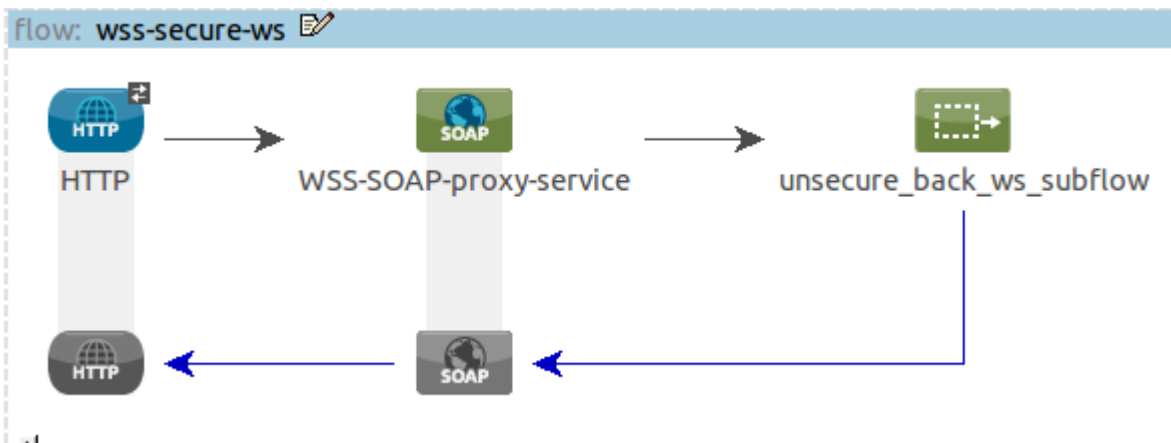 flow: wss-secure-ws
HTTP
SOAP
HTTP
WSS-SOAP-proxy-service
unsecure_back_ws_subflow
HTTP
SOAP